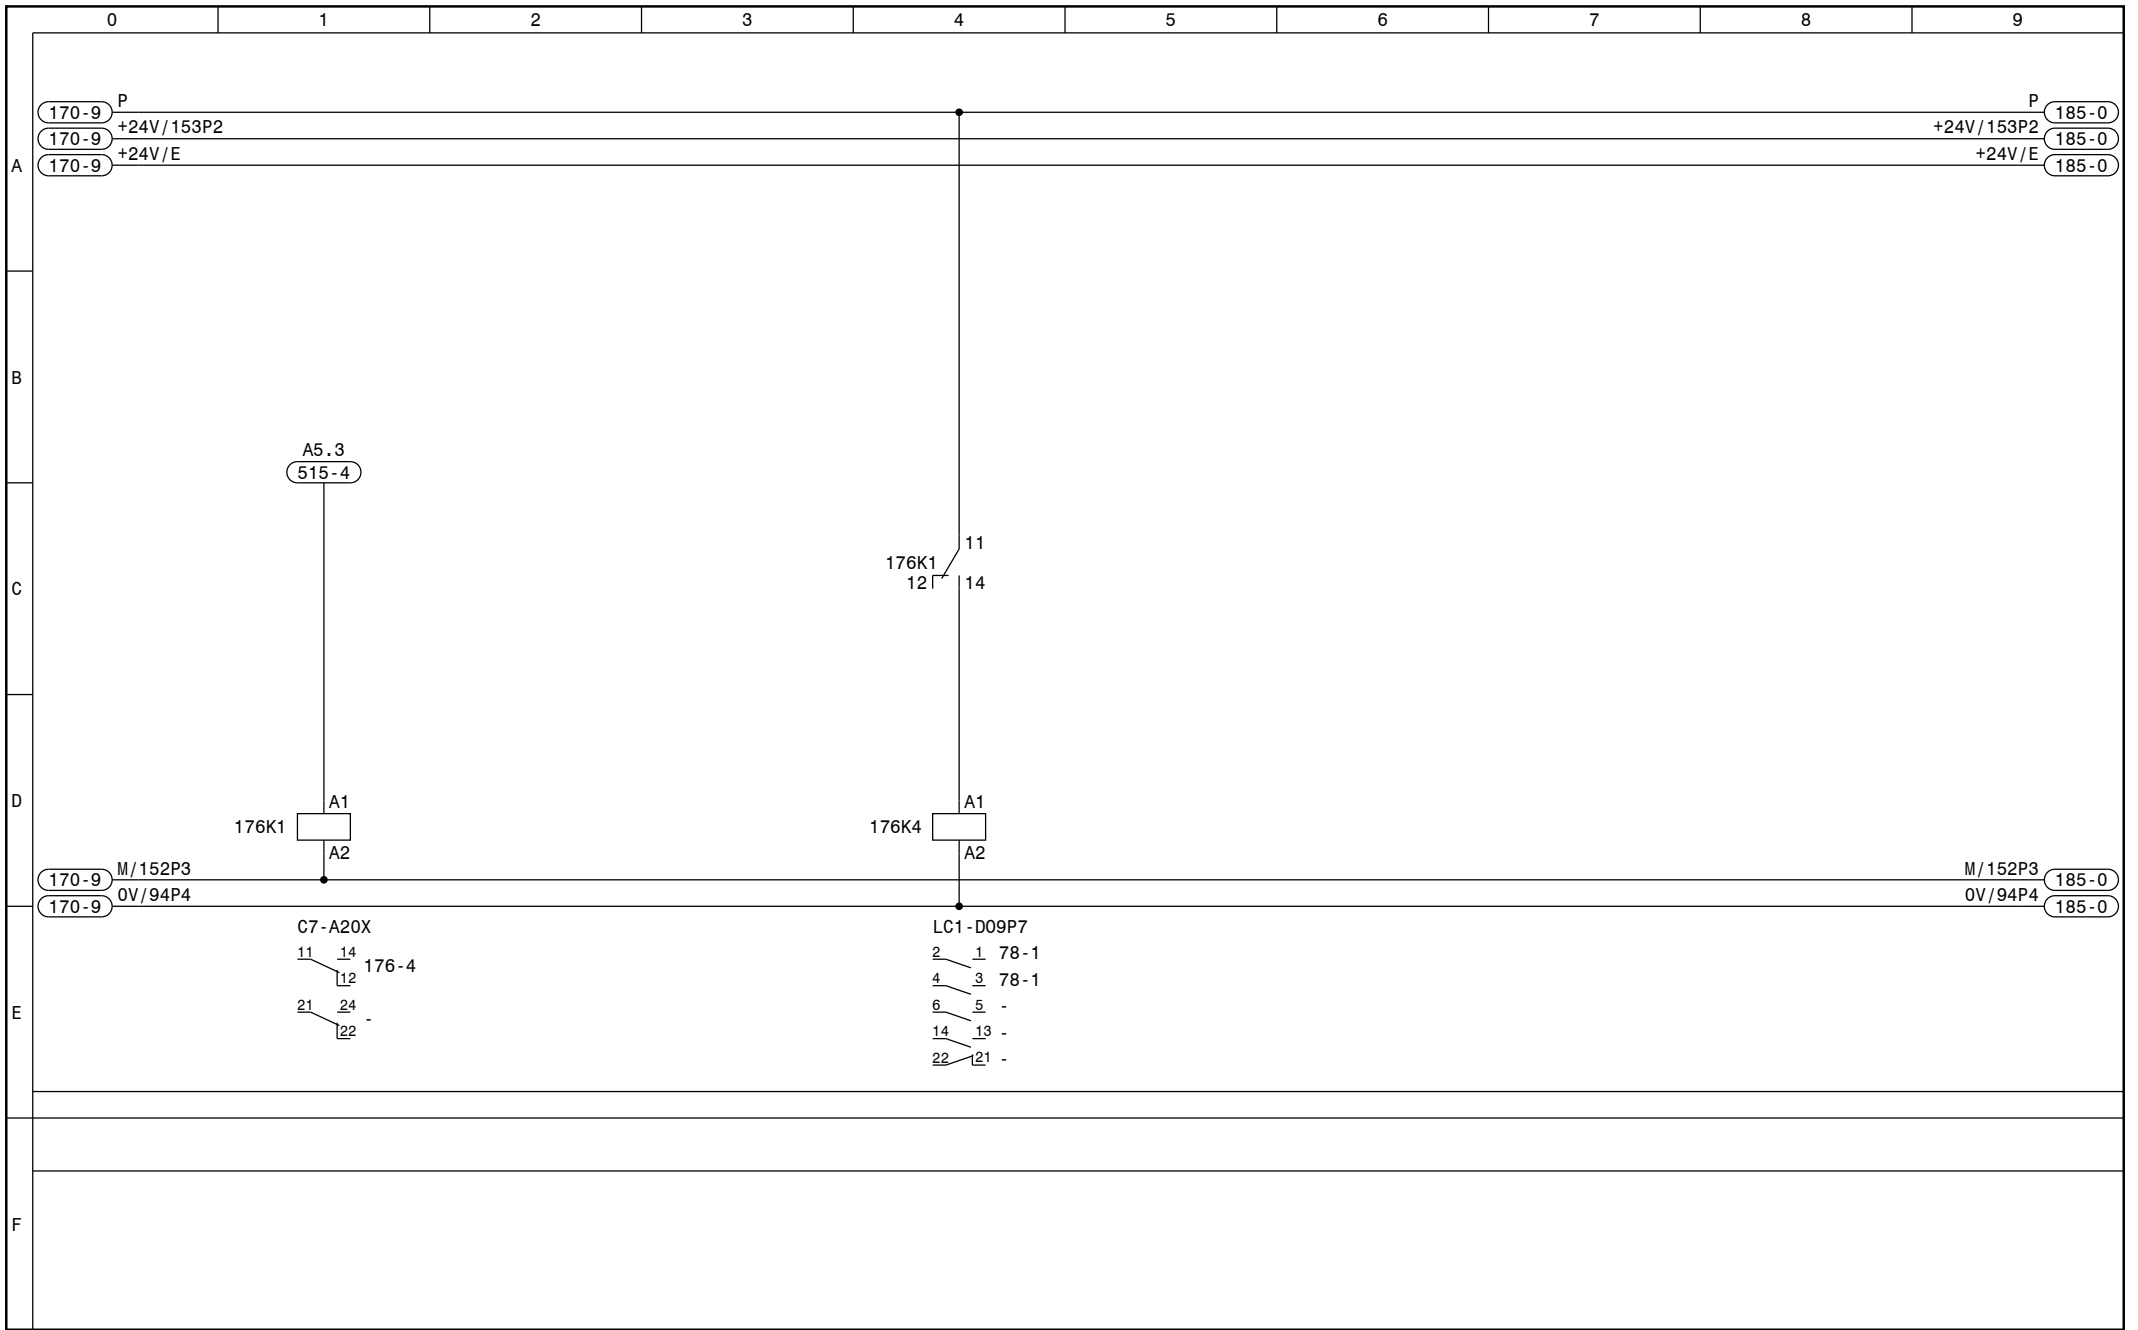 0 1 2 3 4 5 6 7 8 9
170-9 P P 185-0
170-9 +24V/153P2 +24V/153P2 185-0
A 170-9 +24V/E +24V/E 185-0
B
A5.3
515-4
11
176K1
12 14
C
D
A1 A1
176K1 176K4
A2 A2
170-9 M/152P3 M/152P3 185-0
170-9 0V/94P4 0V/94P4 185-0
C7-A20X LC1-D09P7
11 14 2 1 78-1
176-4
12 4 3 78-1
21 24 6 5 -
E
-
22 14 13 -
22 21 -
F